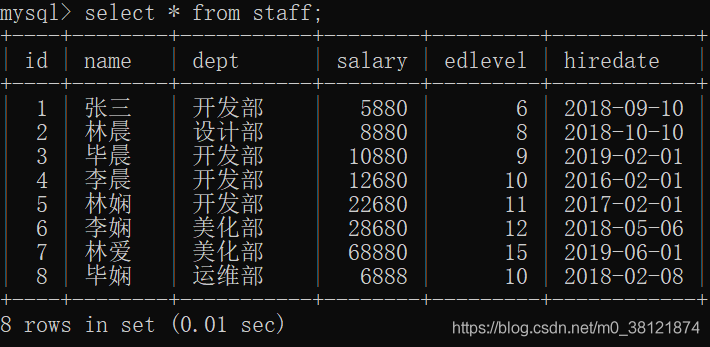 mysql> select * from staff;
+----+--------+-----------+--------+---------+------------+
| id | name | dept | salary | edlevel | hiredate |
+----+--------+-----------+--------+---------+------------+
| 1 | 张三 | 开发部 | 5880 | 6 | 2018-09-10 |
| 2 | 林晨 | 设计部 | 8880 | 8 | 2018-10-10 |
| 3 | 毕晨 | 开发部 | 10880 | 9 | 2019-02-01 |
| 4 | 李晨 | 开发部 | 12680 | 10 | 2016-02-01 |
| 5 | 林娴 | 开发部 | 22680 | 11 | 2017-02-01 |
| 6 | 李娴 | 美化部 | 28680 | 12 | 2018-05-06 |
| 7 | 林爱 | 美化部 | 68880 | 15 | 2019-06-01 |
| 8 | 毕娴 | 运维部 | 6888 | 10 | 2018-02-08 |
+----+--------+-----------+--------+---------+------------+
8 rows in set (0.01 sec)
https://blog.csdn.net/m0_38121874